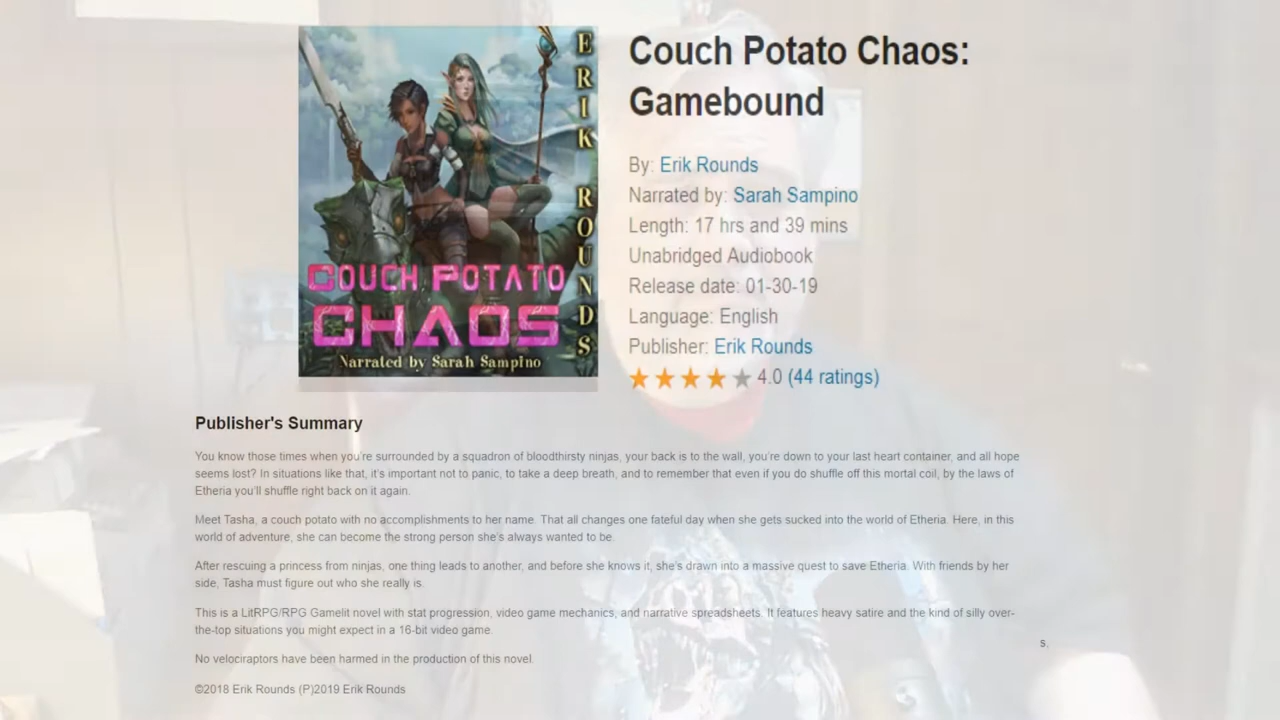 ERIK ROUNDS
COUCH POTATO
CHAOS
Narrated by Sarah Sampino
Couch Potato Chaos:
Gamebound
By: Erik Rounds
Narrated by: Sarah Sampino
Length: 17 hrs and 39 mins
Unabridged Audiobook
Release date: 01-30-19
Language: English
Publisher: Erik Rounds
4.0 (44 ratings)
Publisher's Summary
You know those times when you're surrounded by a squadron of bloodthirsty ninjas, your back is to the wall, you're down to your last heart container, and all hope
seems lost? In situations like that, it's important not to panic, to take a deep breath, and to remember that even if you do shuffle off this mortal coil, by the laws of
Etheria you'll shuffle right back on it again.
Meet Tasha, a couch potato with no accomplishments to her name. That all changes one fateful day when she gets sucked into the world of Etheria. Here, in this
world of adventure, she can become the strong person she's always wanted to be.
After rescuing a princess from ninjas, one thing leads to another, and before she knows it, she's drawn into a massive quest to save Etheria. With friends by her
side, Tasha must figure out who she really is.
This is a LitRPG/RPG Gamelit novel with stat progression, video game mechanics, and narrative spreadsheets. It features heavy satire and the kind of silly over-
the-top situations you might expect in a 16-bit video game.
s.
No velociraptors have been harmed in the production of this novel.
©2018 Erik Rounds (P)2019 Erik Rounds